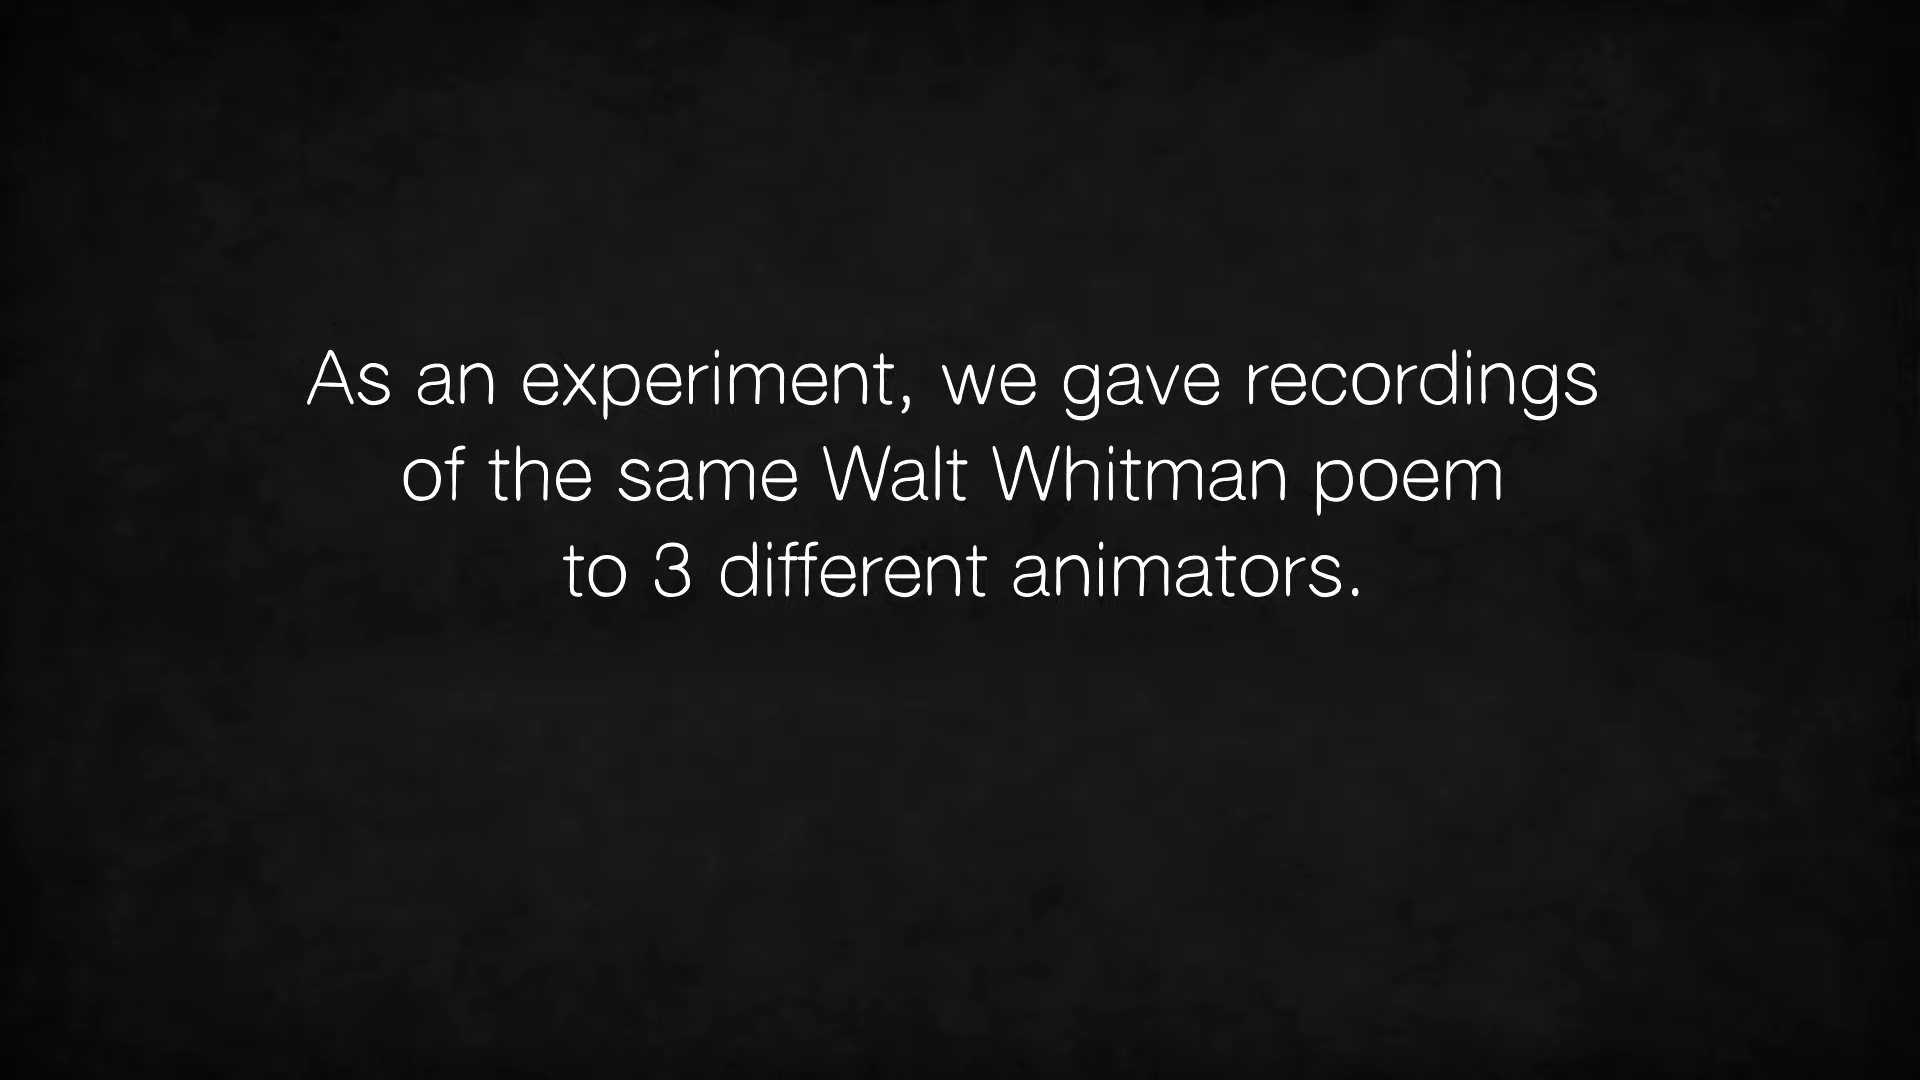 As an experiment, we gave recordings
of the same Walt Whitman poem
to 3 different animators.